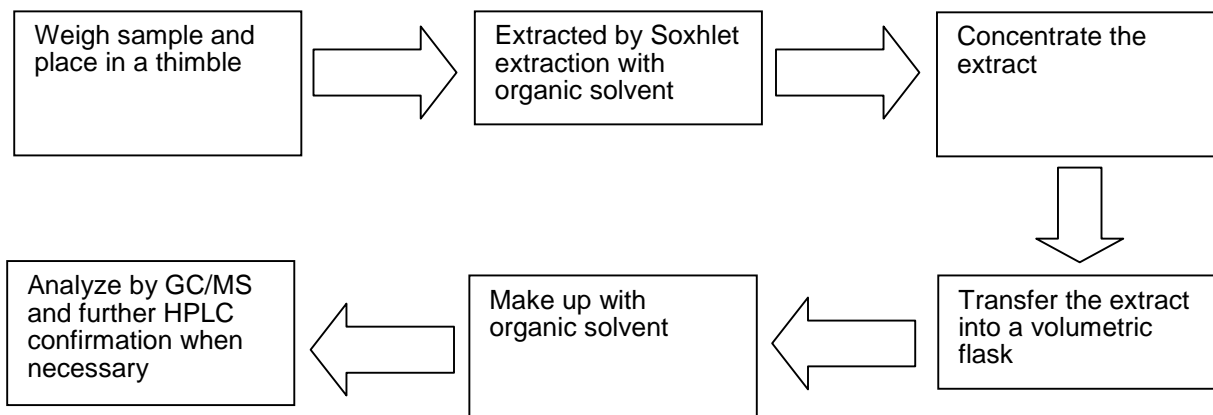 Weigh sample and
place in a thimble
Extracted by Soxhlet
extraction with
organic solvent
Concentrate the
extract
Transfer the extract
into a volumetric
flask
Make up with
organic solvent
Analyze by GC/MS
and further HPLC
confirmation when
necessary